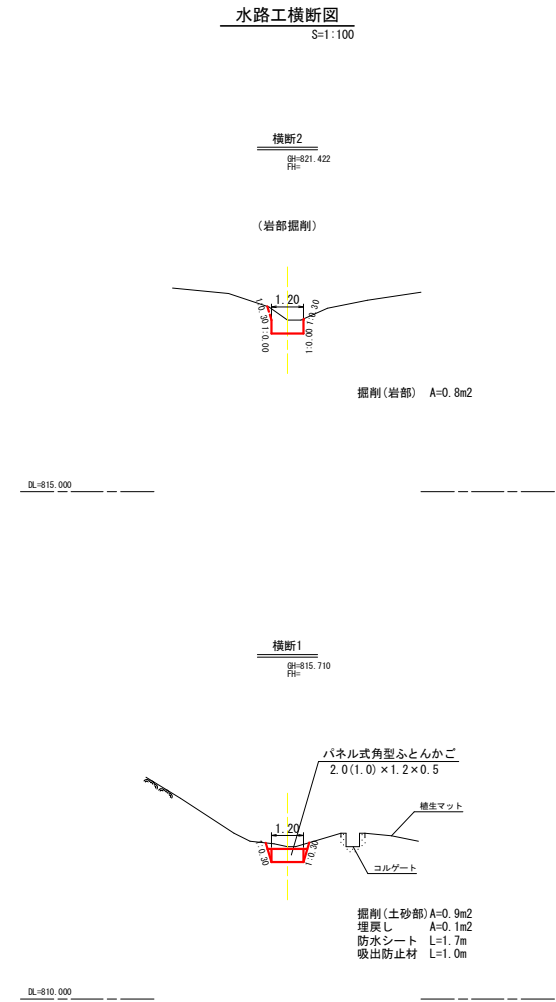 水路工横断図
S=1:100
横断2
GH=821.422
FH=
(岩部掘削)
1.20
1:0.30
1:0.30
1:0.00
1:0.00
掘削(岩部) A=0.8m2
DL=815.000
横断1
GH=815.710
FH=
パネル式角型ふとんかご
2.0(1.0)×1.2×0.5
植生マット
1.20
1:0.30
1:0.30
コルゲート
掘削(土砂部)A=0.9m2
埋戻し A=0.1m2
防水シート L=1.7m
吸出防止材 L=1.0m
DL=810.000